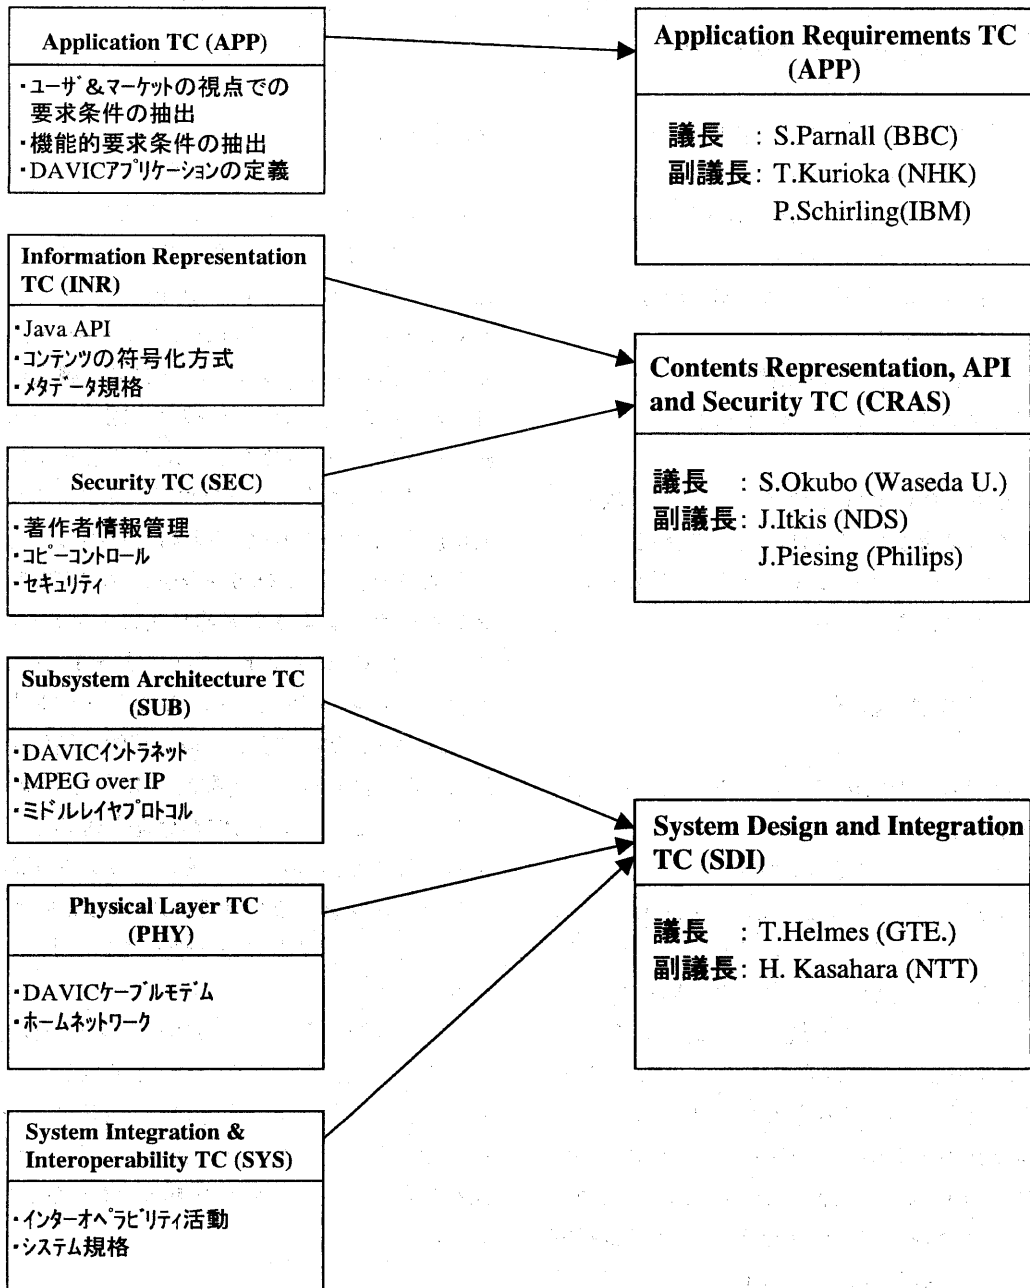 Application TC (APP)
・ユーザ&マーケットの視点での
要求条件の抽出
・機能的要求条件の抽出
・DAVICアプリケーションの定義
Application Requirements TC
(APP)
議長 : S.Parnall (BBC)
副議長: T.Kurioka (NHK)
P.Schirling(IBM)
Information Representation
TC (INR)
・Java API
・コンテンツの符号化方式
・メタデータ規格
Contents Representation, API
and Security TC (CRAS)
議長 : S.Okubo (Waseda U.)
副議長: J.Itkis (NDS)
J.Piesing (Philips)
Security TC (SEC)
・著作者情報管理
・コピーコントロール
・セキュリティ
Subsystem Architecture TC
(SUB)
・DAVICイントラネット
・MPEG over IP
・ミドルレイヤプロトコル
System Design and Integration
TC (SDI)
議長 : T.Helmes (GTE.)
副議長: H. Kasahara (NTT)
Physical Layer TC
(PHY)
・DAVICケーブルモデム
・ホームネットワーク
System Integration &
Interoperability TC (SYS)
・インターオペラビリティ活動
・システム規格